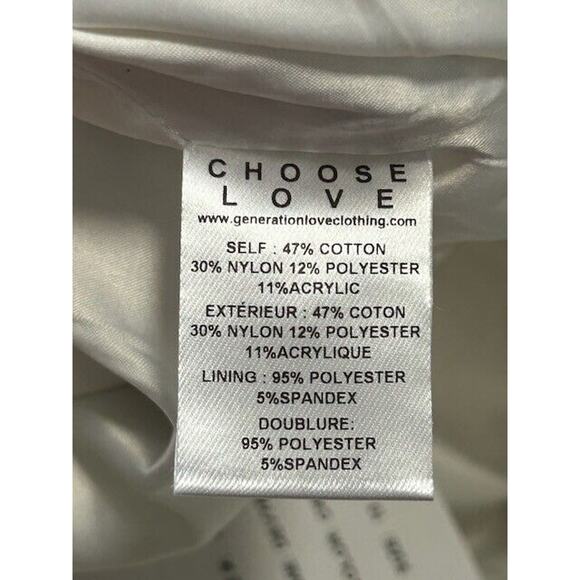 CHOOSE
LOVE
www.generationloveclothing.com
SELF : 47% COTTON
30% NYLON 12% POLYESTER
11%ACRYLIC
EXTÉRIEUR : 47% COTON
30% NYLON 12% POLYESTER
11%ACRYLIQUE
LINING : 95% POLYESTER
5%SPANDEX
DOUBLURE:
95% POLYESTER
5%SPANDEX